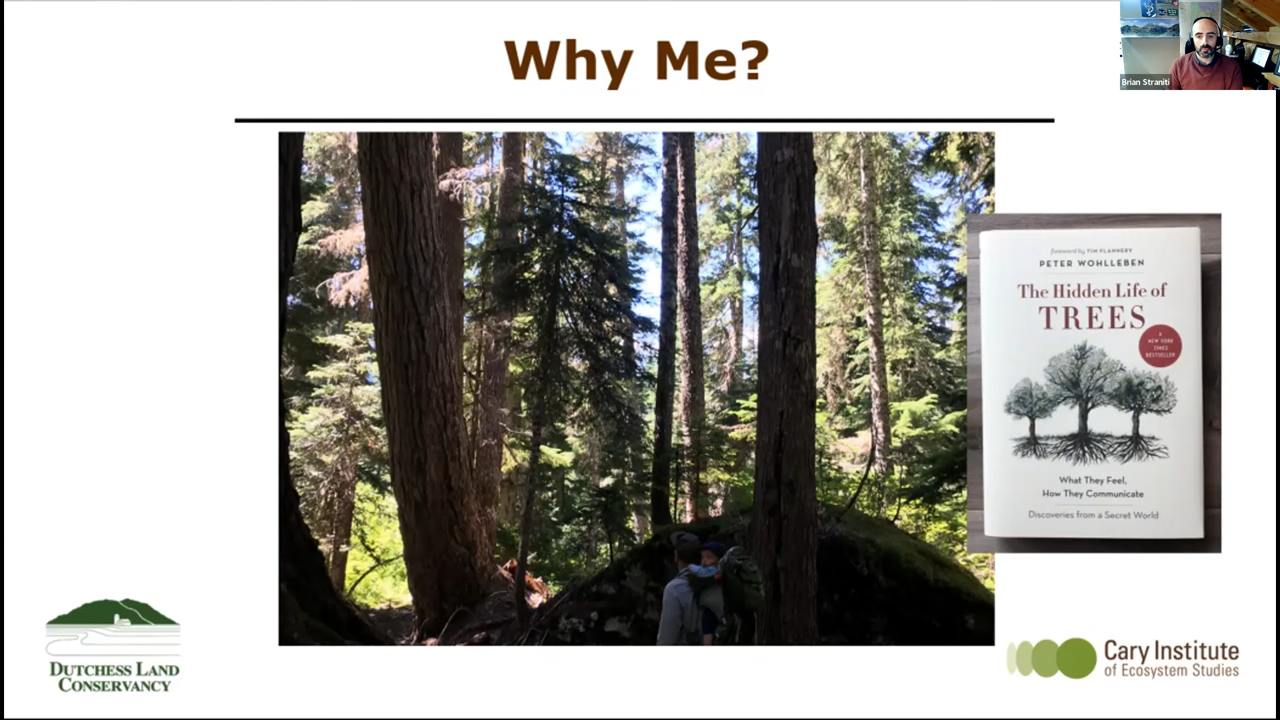 Why Me?
Brian Straniti
foreword by TIM FLANNERY
PETER WOHLLEBEN
The Hidden Life of
TREES
A
NEW YORK
TIMES
BESTSELLER
What They Feel,
How They Communicate
Discoveries from a Secret World
DUTCHESS LAND
CONSERVANCY
Cary Institute
of Ecosystem Studies